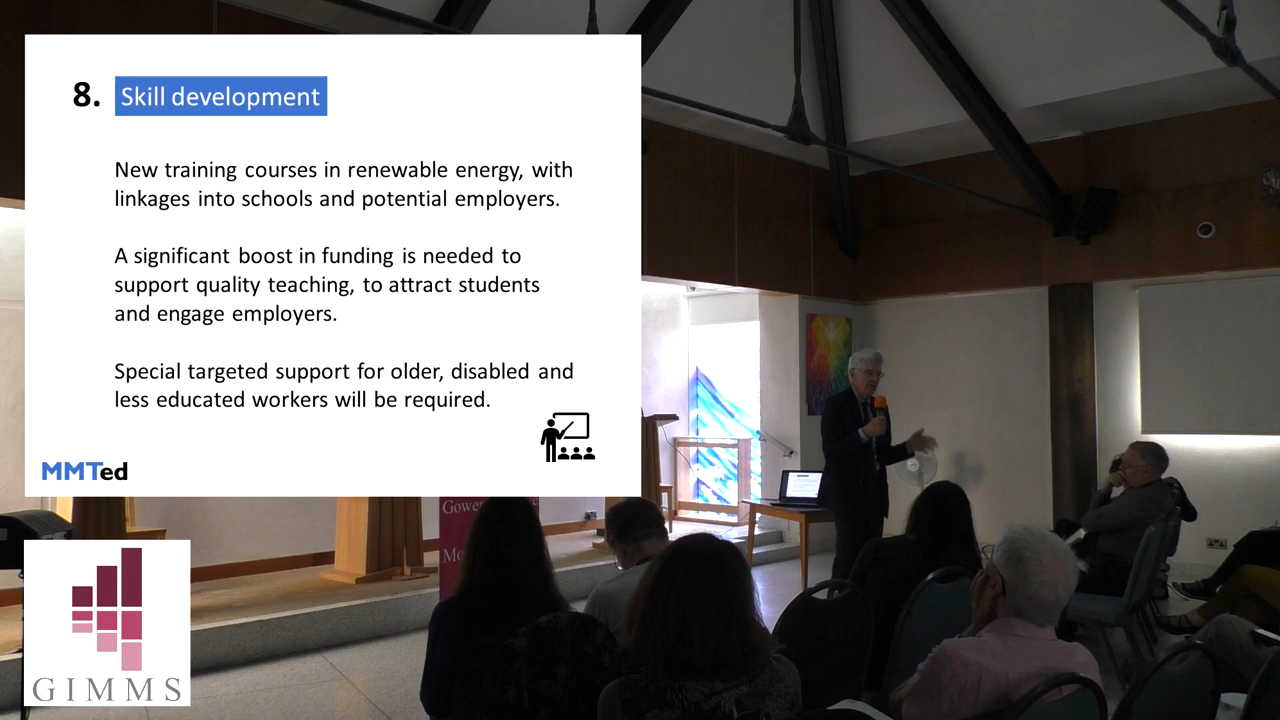 8. Skill development
New training courses in renewable energy, with
linkages into schools and potential employers.
A significant boost in funding is needed to
support quality teaching, to attract students
and engage employers.
Special targeted support for older, disabled and
less educated workers will be required.
MMTed
GIMMS